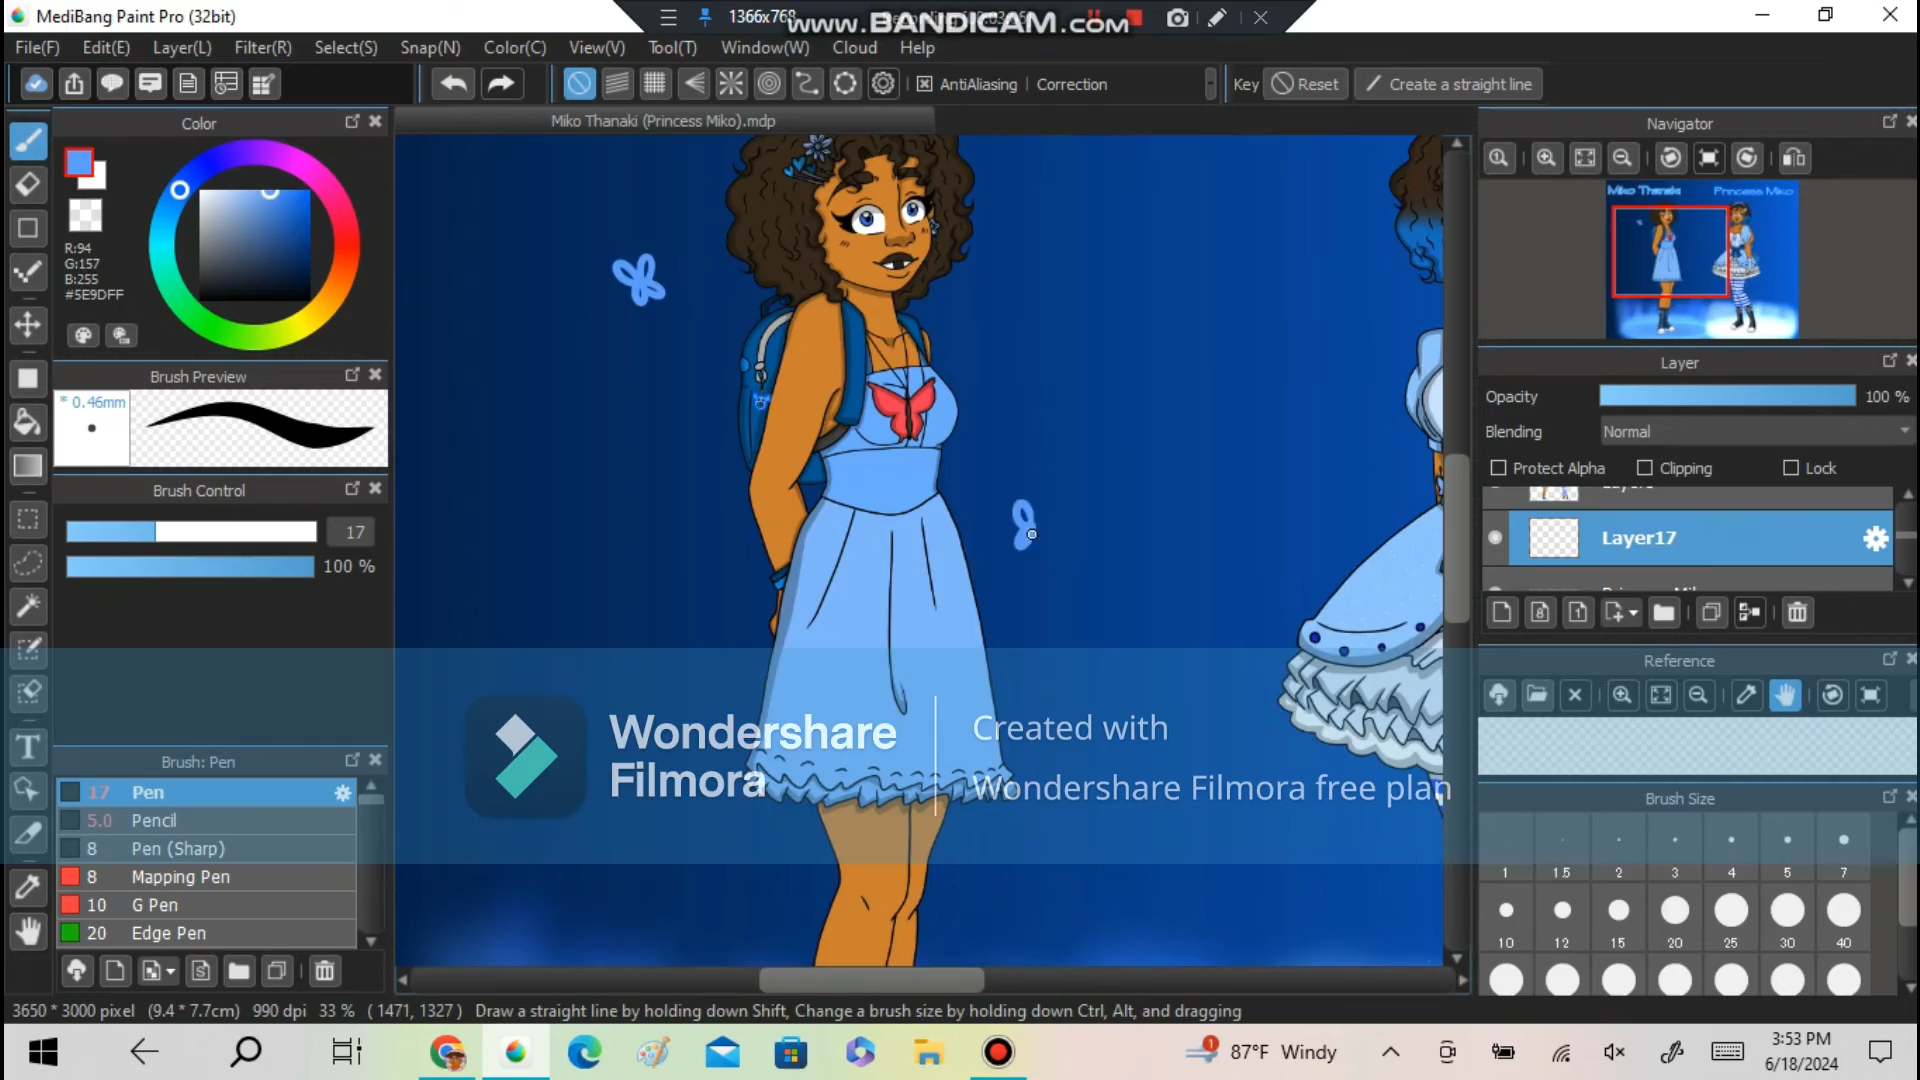 MediBang Paint Pro (32bit)
1366x768
www.BANDICAM.com
File(F) Edit(E) Layer(L) Filter(R) Select(S) Snap(N) Color(C) View(V) Tool(T) Window(W) Cloud Help
AntiAliasing Correction
Key Reset Create a straight line
Color
Miko Thanaki (Princess Miko).mdp
Navigator
Miko Thanaki Princess Miko
R:94
G:157
B:255
#5E9DFF
Brush Preview
* 0.46mm
Layer
Opacity 100 %
Blending Normal
Protect Alpha Clipping Lock
Layer17
Brush Control
17
100 %
Reference
Wondershare
Filmora
Created with
Wondershare Filmora free plan
Brush: Pen
17 Pen
5.0 Pencil
8 Pen (Sharp)
8 Mapping Pen
10 G Pen
20 Edge Pen
Brush Size
1 1.5 2 3 4 5 7
10 12 15 20 25 30 40
3650 * 3000 pixel (9.4 * 7.7cm) 990 dpi 33 % ( 1471, 1327 ) Draw a straight line by holding down Shift, Change a brush size by holding down Ctrl, Alt, and dragging
1
87°F Windy
3:53 PM
6/18/2024